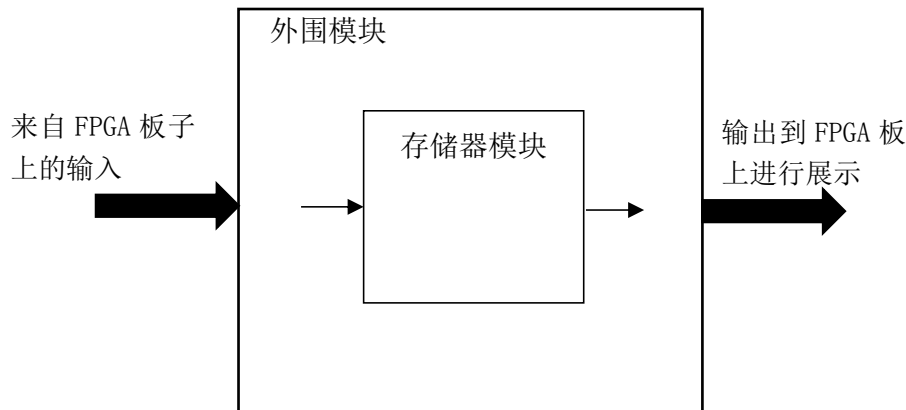 外围模块
来自 FPGA 板子
上的输入
存储器模块
输出到 FPGA 板
上进行展示